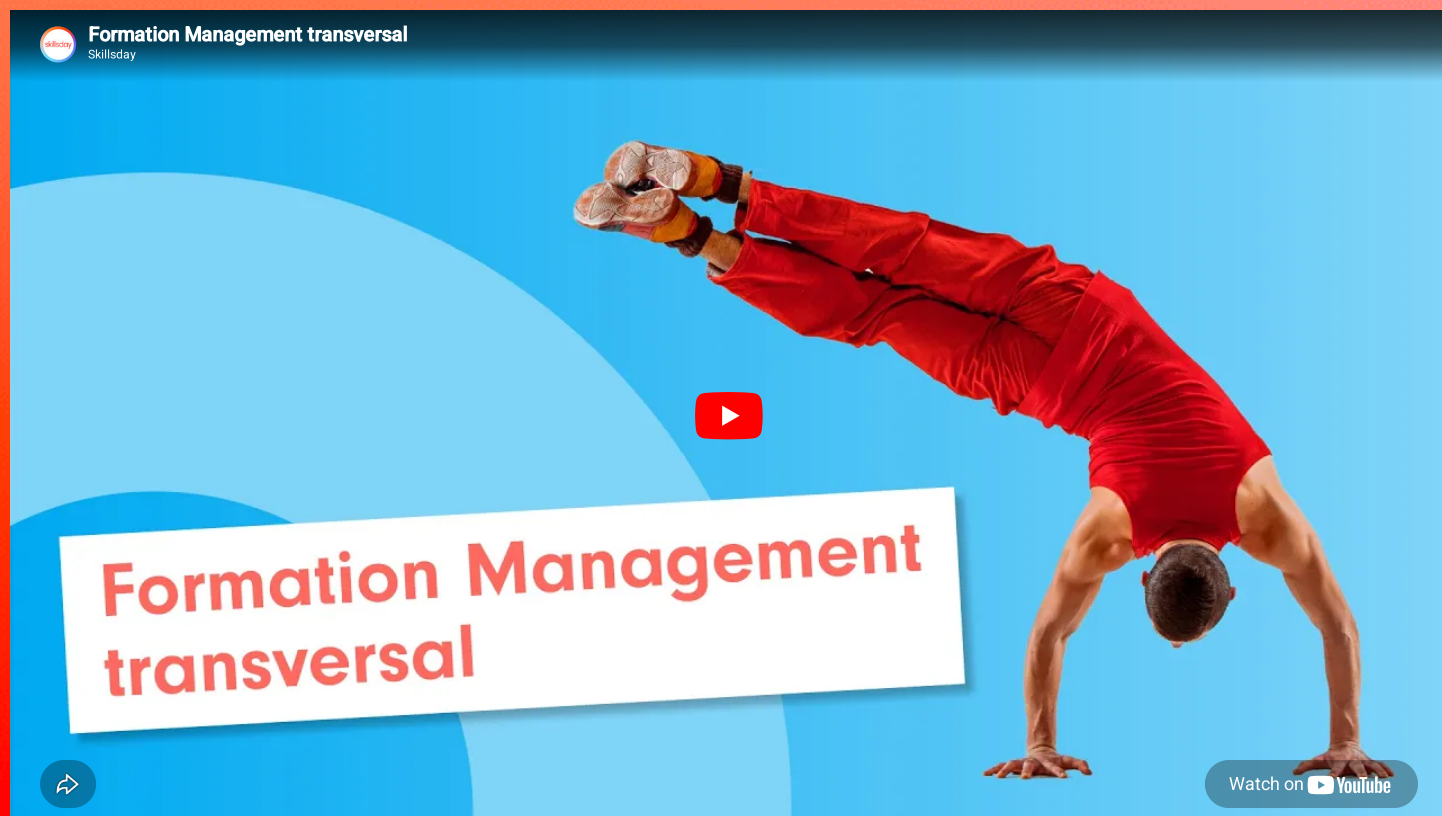 skillsday
Formation Management transversal
Skillsday
Formation Management
transversal
Watch on YouTube